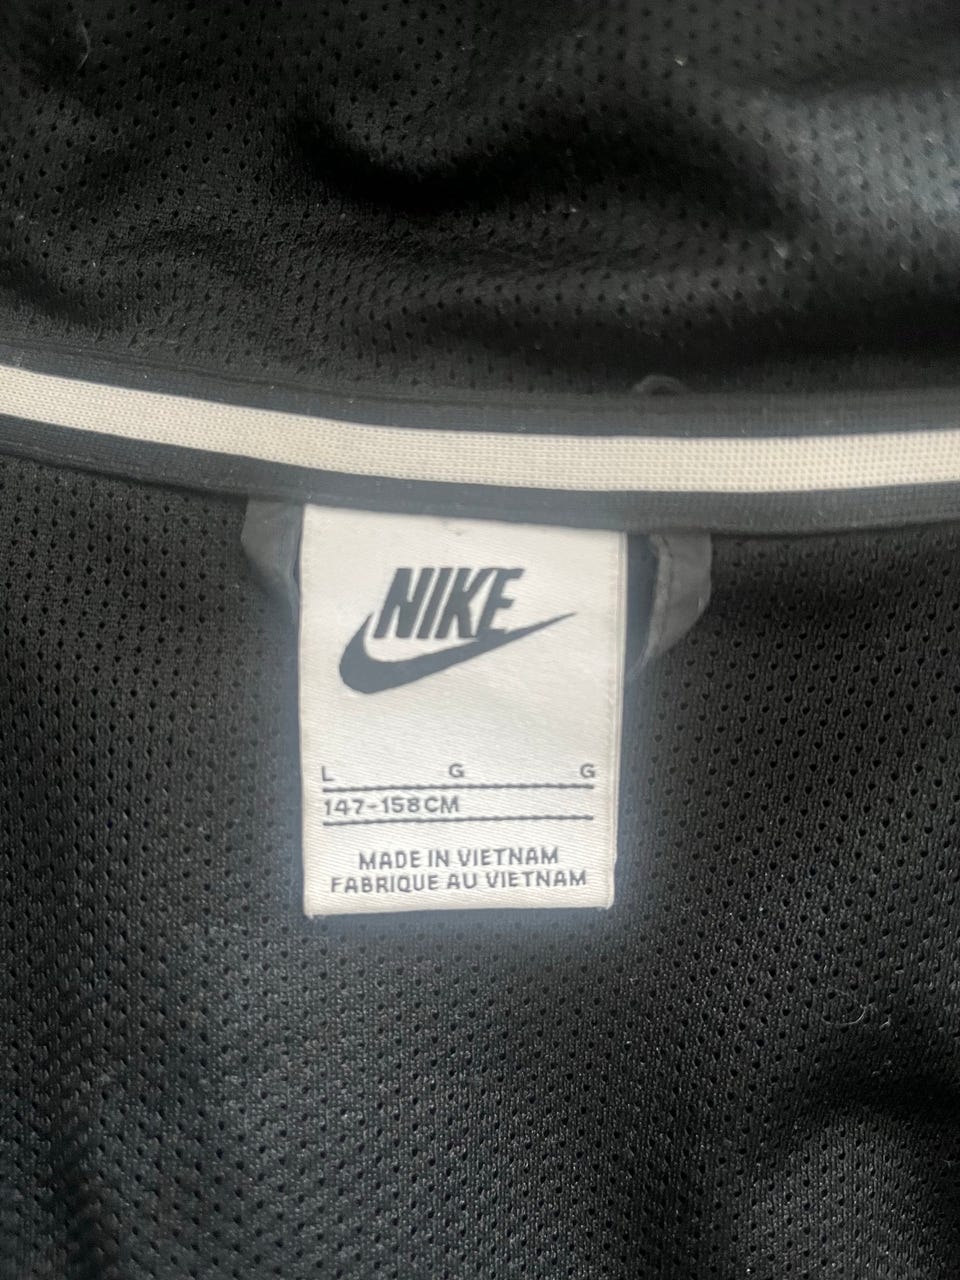 NIKE
L G G
147-158CM
MADE IN VIETNAM
FABRIQUE AU VIETNAM